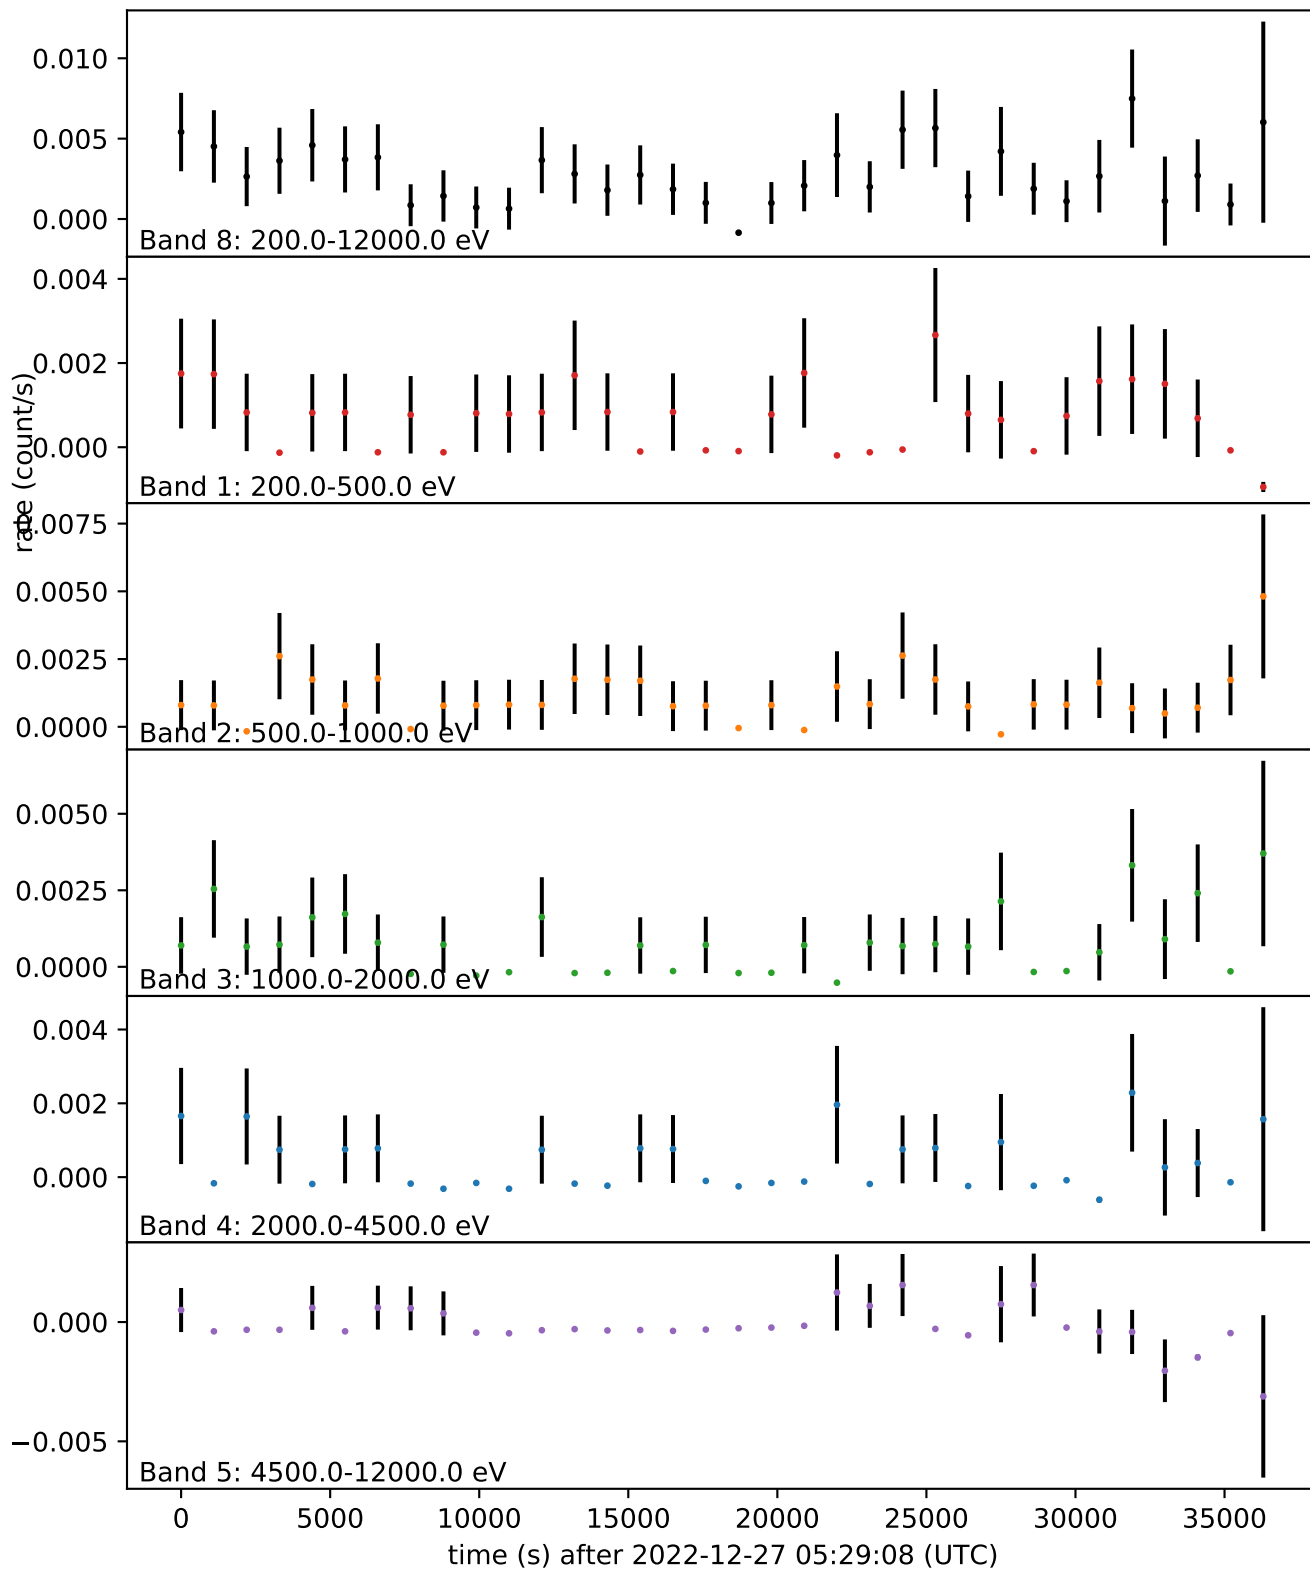 0.010
0.005
0.000
Band 8: 200.0-12000.0 eV
0.004
0.002
0.000
Band 1: 200.0-500.0 eV
rate (count/s)
0.0075
0.0050
0.0025
0.0000
Band 2: 500.0-1000.0 eV
0.0050
0.0025
0.0000
Band 3: 1000.0-2000.0 eV
0.004
0.002
0.000
Band 4: 2000.0-4500.0 eV
0.000
−0.005
Band 5: 4500.0-12000.0 eV
0 5000 10000 15000 20000 25000 30000 35000
time (s) after 2022-12-27 05:29:08 (UTC)